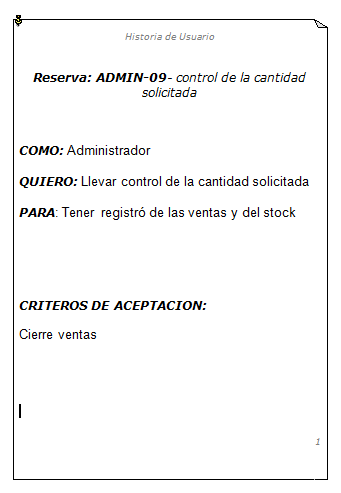 Historia de Usuario
Reserva: ADMIN-09- control de la cantidad
solicitada
COMO: Administrador
QUIERO: Llevar control de la cantidad solicitada
PARA: Tener registró de las ventas y del stock
CRITEROS DE ACEPTACION:
Cierre ventas
1